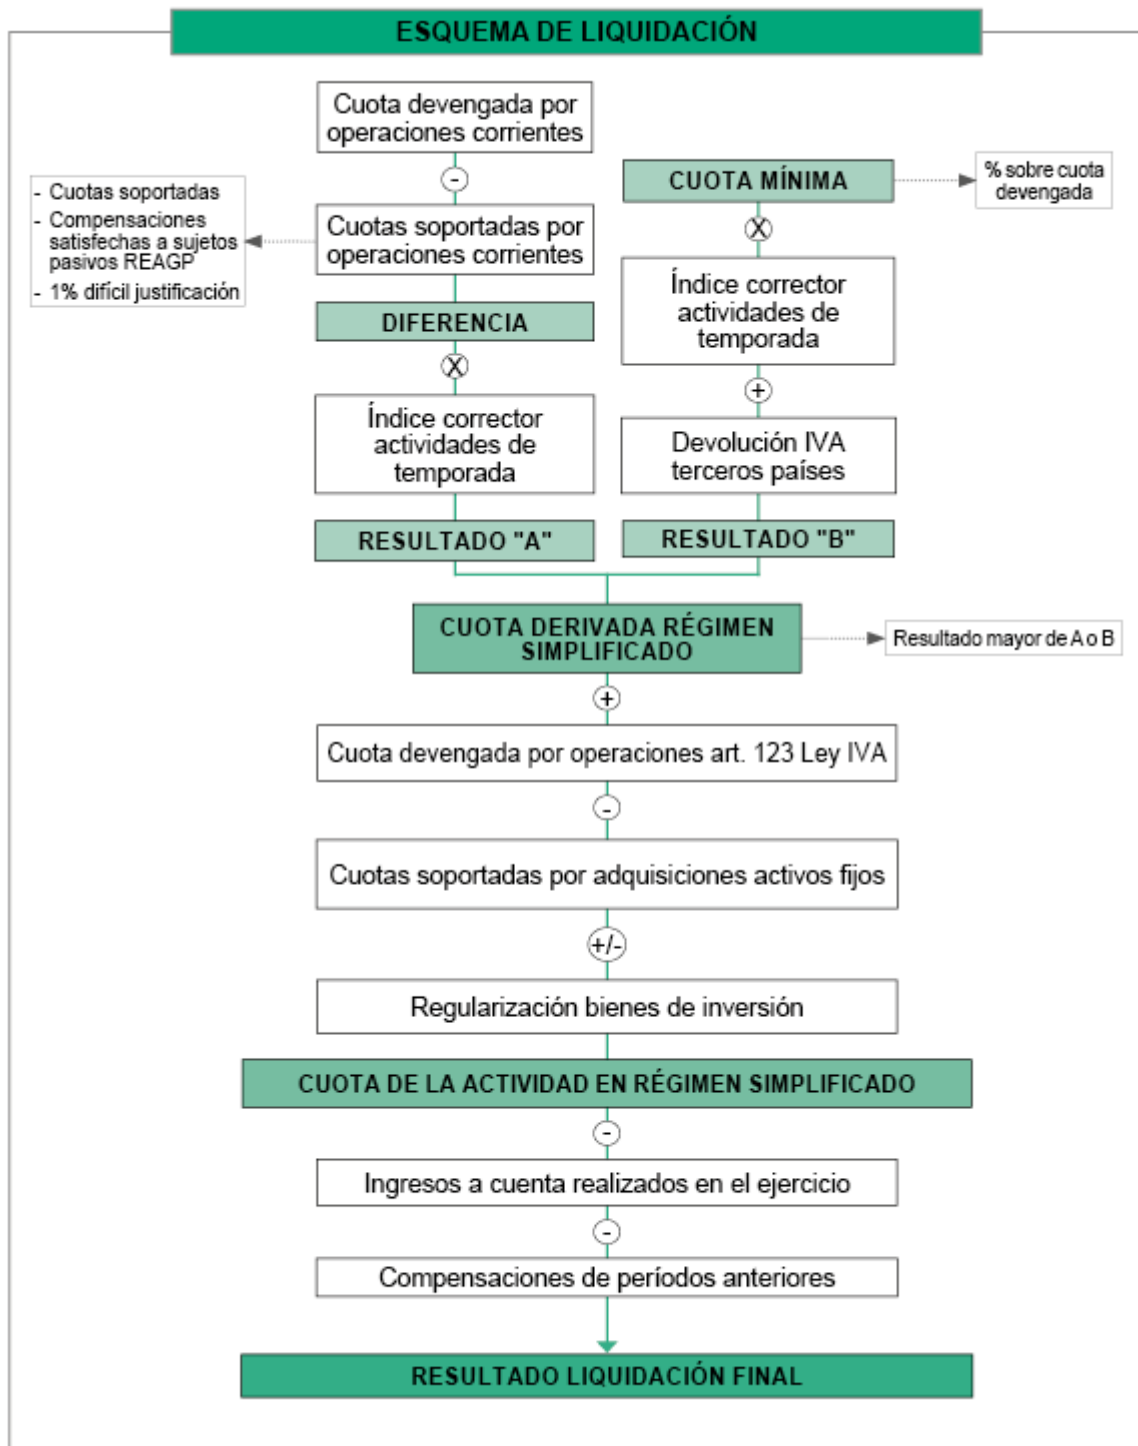 ESQUEMA DE LIQUIDACIÓN
Cuota devengada por
operaciones corrientes
-
- Cuotas soportadas
- Compensaciones
satisfechas a sujetos
pasivos REAGP
- 1% difícil justificación
Cuotas soportadas por
operaciones corrientes
DIFERENCIA
X
Índice corrector
actividades de
temporada
RESULTADO "A"
CUOTA MÍNIMA
% sobre cuota
devengada
X
Índice corrector
actividades de
temporada
+
Devolución IVA
terceros países
RESULTADO "B"
CUOTA DERIVADA RÉGIMEN
SIMPLIFICADO
Resultado mayor de A o B
+
Cuota devengada por operaciones art. 123 Ley IVA
-
Cuotas soportadas por adquisiciones activos fijos
+/-
Regularización bienes de inversión
CUOTA DE LA ACTIVIDAD EN RÉGIMEN SIMPLIFICADO
-
Ingresos a cuenta realizados en el ejercicio
-
Compensaciones de períodos anteriores
RESULTADO LIQUIDACIÓN FINAL